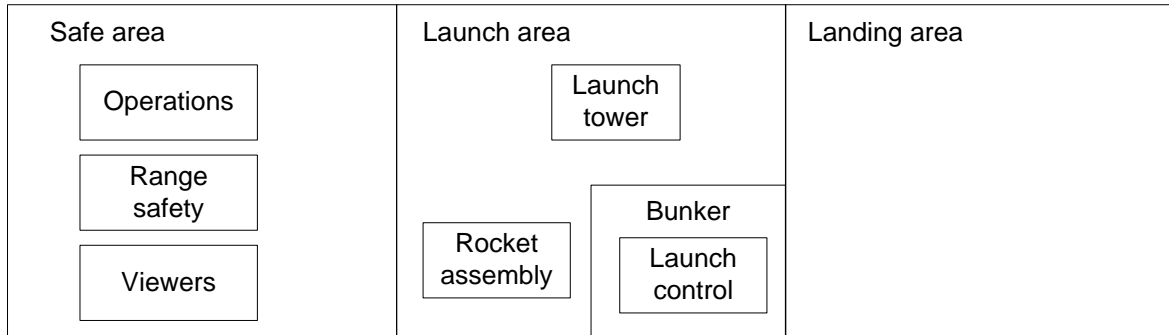 Safe area
Operations
Range
safety
Viewers
Launch area
Launch
tower
Rocket
assembly
Bunker
Launch
control
Landing area